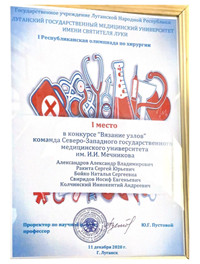 Государственное учреждение Луганской Народной Республики
ЛУГАНСКИЙ ГОСУДАРСТВЕННЫЙ МЕДИЦИНСКИЙ УНИВЕРСИТЕТ
ИМЕНИ СВЯТИТЕЛЯ ЛУКИ
I Республиканская олимпиада по хирургии
I место
в конкурсе "Вязание узлов"
команда Северо-Западного государственного
медицинского университета
им. И.И. Мечникова
Александров Александр Владимирович
Ракита Сергей Юрьевич
Бойко Наталья Сергеевна
Свиридов Иосиф Евгеньевич
Колчинский Иннокентий Андреевич
Проректор по научной
профессор
Ю.Г. Пустовой
11 декабря 2020 г.
г. Луганск